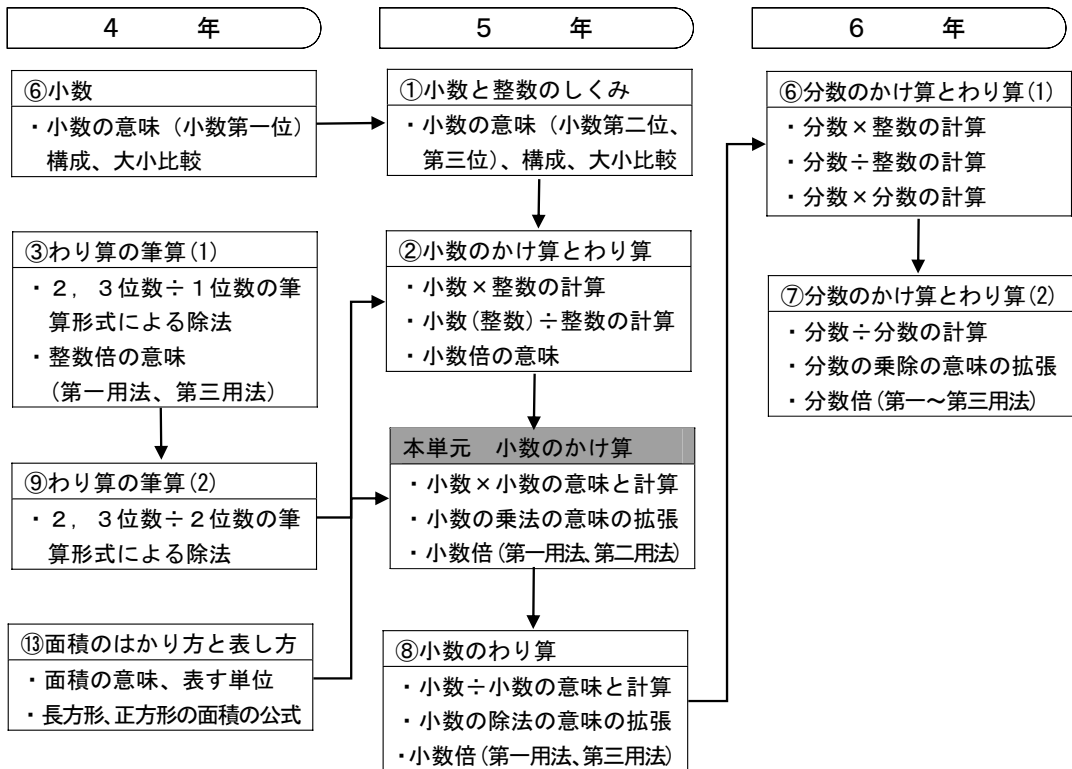 4　年
⑥小数
・小数の意味（小数第一位）
構成、大小比較
③わり算の筆算(1)
・２，３位数÷１位数の筆
算形式による除法
・整数倍の意味
（第一用法、第三用法）
⑨わり算の筆算(2)
・２，３位数÷２位数の筆
算形式による除法
⑬面積のはかり方と表し方
・面積の意味、表す単位
・長方形、正方形の面積の公式
5　年
①小数と整数のしくみ
・小数の意味（小数第二位、
第三位）、構成、大小比較
②小数のかけ算とわり算
・小数×整数の計算
・小数(整数)÷整数の計算
・小数倍の意味
本単元　小数のかけ算
・小数×小数の意味と計算
・小数の乗法の意味の拡張
・小数倍(第一用法、第二用法)
⑧小数のわり算
・小数÷小数の意味と計算
・小数の除法の意味の拡張
・小数倍(第一用法、第三用法)
6　年
⑥分数のかけ算とわり算(1)
・分数×整数の計算
・分数÷整数の計算
・分数×分数の計算
⑦分数のかけ算とわり算(2)
・分数÷分数の計算
・分数の乗除の意味の拡張
・分数倍(第一～第三用法)